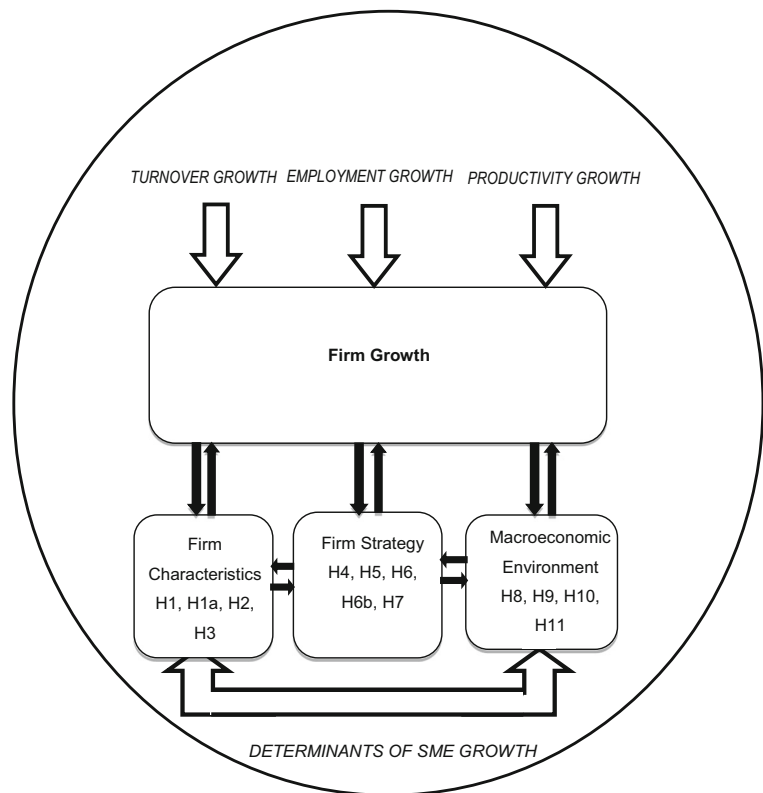 TURNOVER GROWTH EMPLOYMENT GROWTH PRODUCTIVITY GROWTH
Firm Growth
Firm
Characteristics
H1, H1a, H2,
H3
Firm Strategy
H4, H5, H6,
H6b, H7
Macroeconomic
Environment
H8, H9, H10,
H11
DETERMINANTS OF SME GROWTH